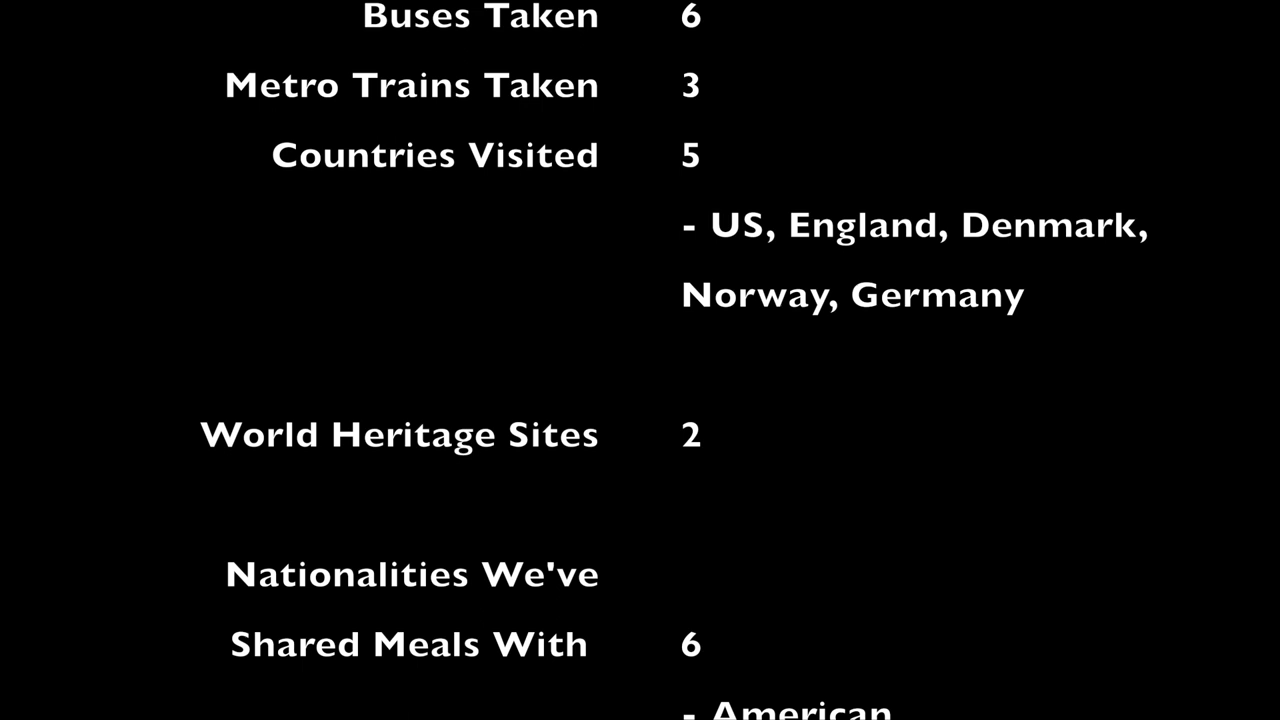 Buses Taken 6
Metro Trains Taken 3
Countries Visited 5
- US, England, Denmark,
Norway, Germany
World Heritage Sites 2
Nationalities We've
Shared Meals With 6
- American